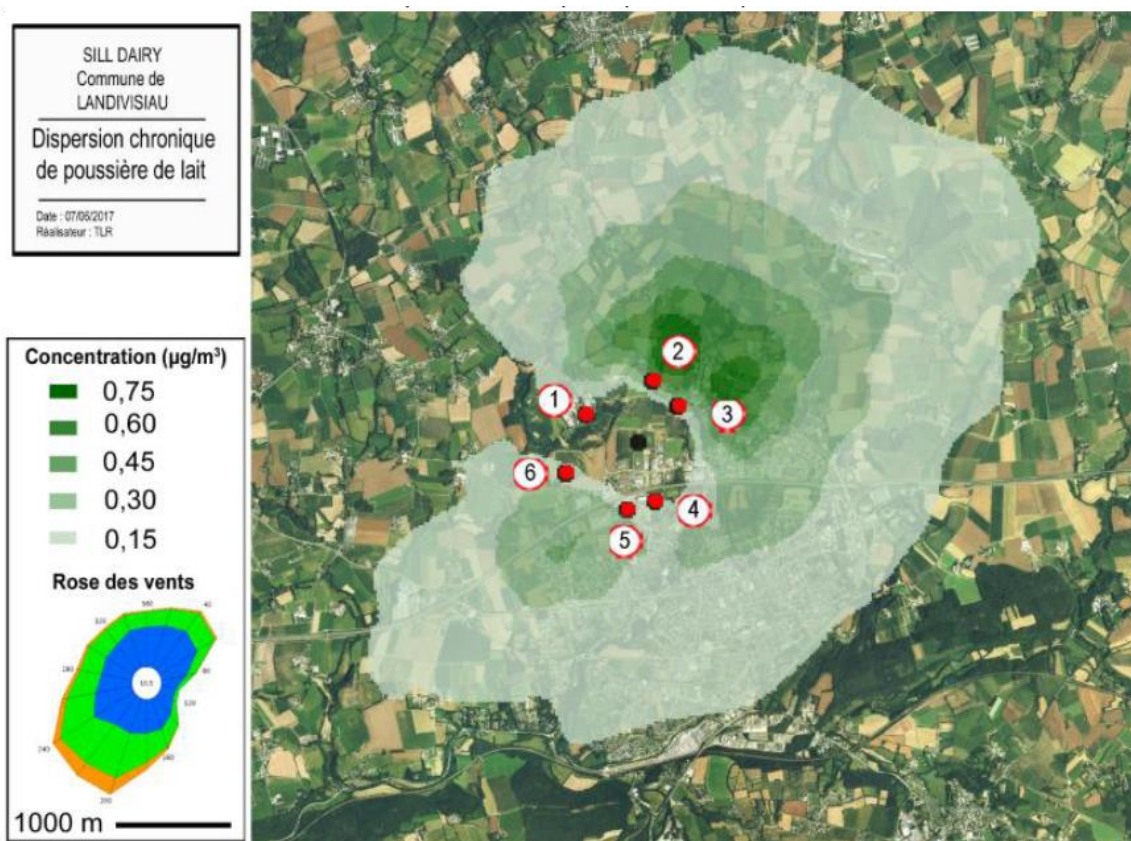 SILL DAIRY
Commune de
LANDIVISIAU
Dispersion chronique
de poussière de lait
Date : 07/06/2017
Réalisateur : TLR
Concentration (µg/m³)
0,75
0,60
0,45
0,30
0,15
Rose des vents
40
240
1000 m
1
2
3
4
5
6